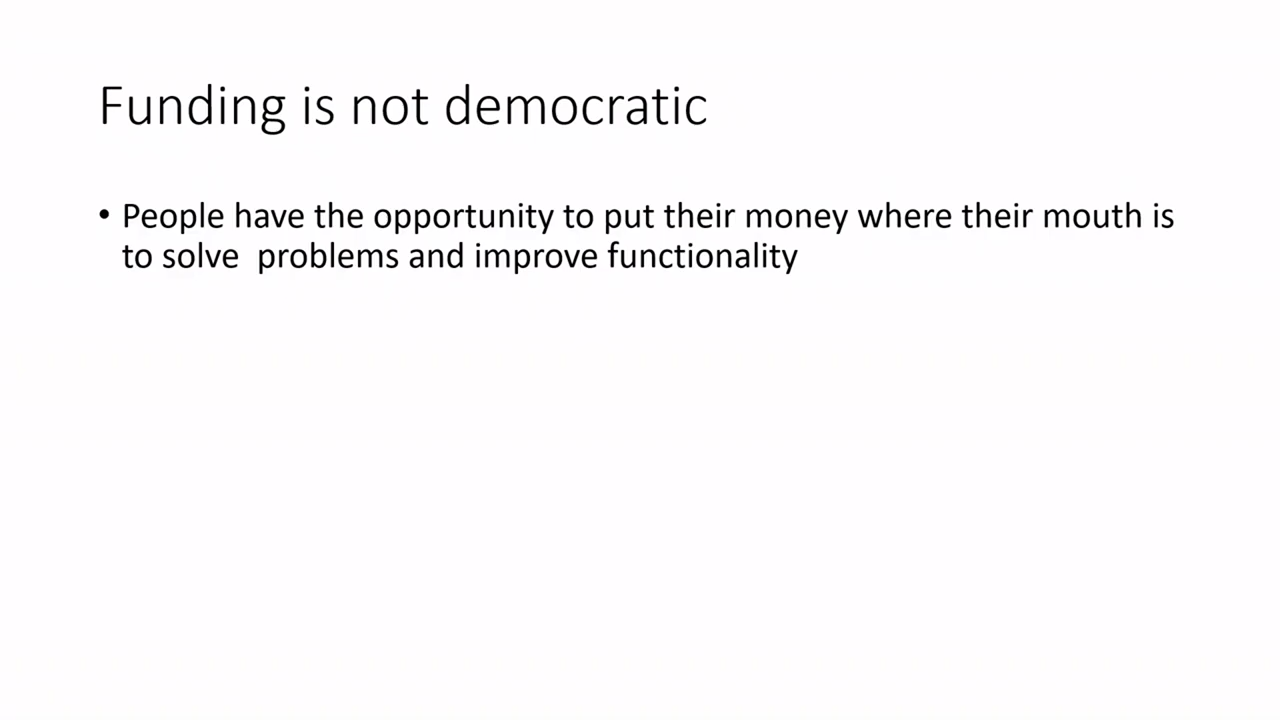 Funding is not democratic
• People have the opportunity to put their money where their mouth is
to solve  problems and improve functionality